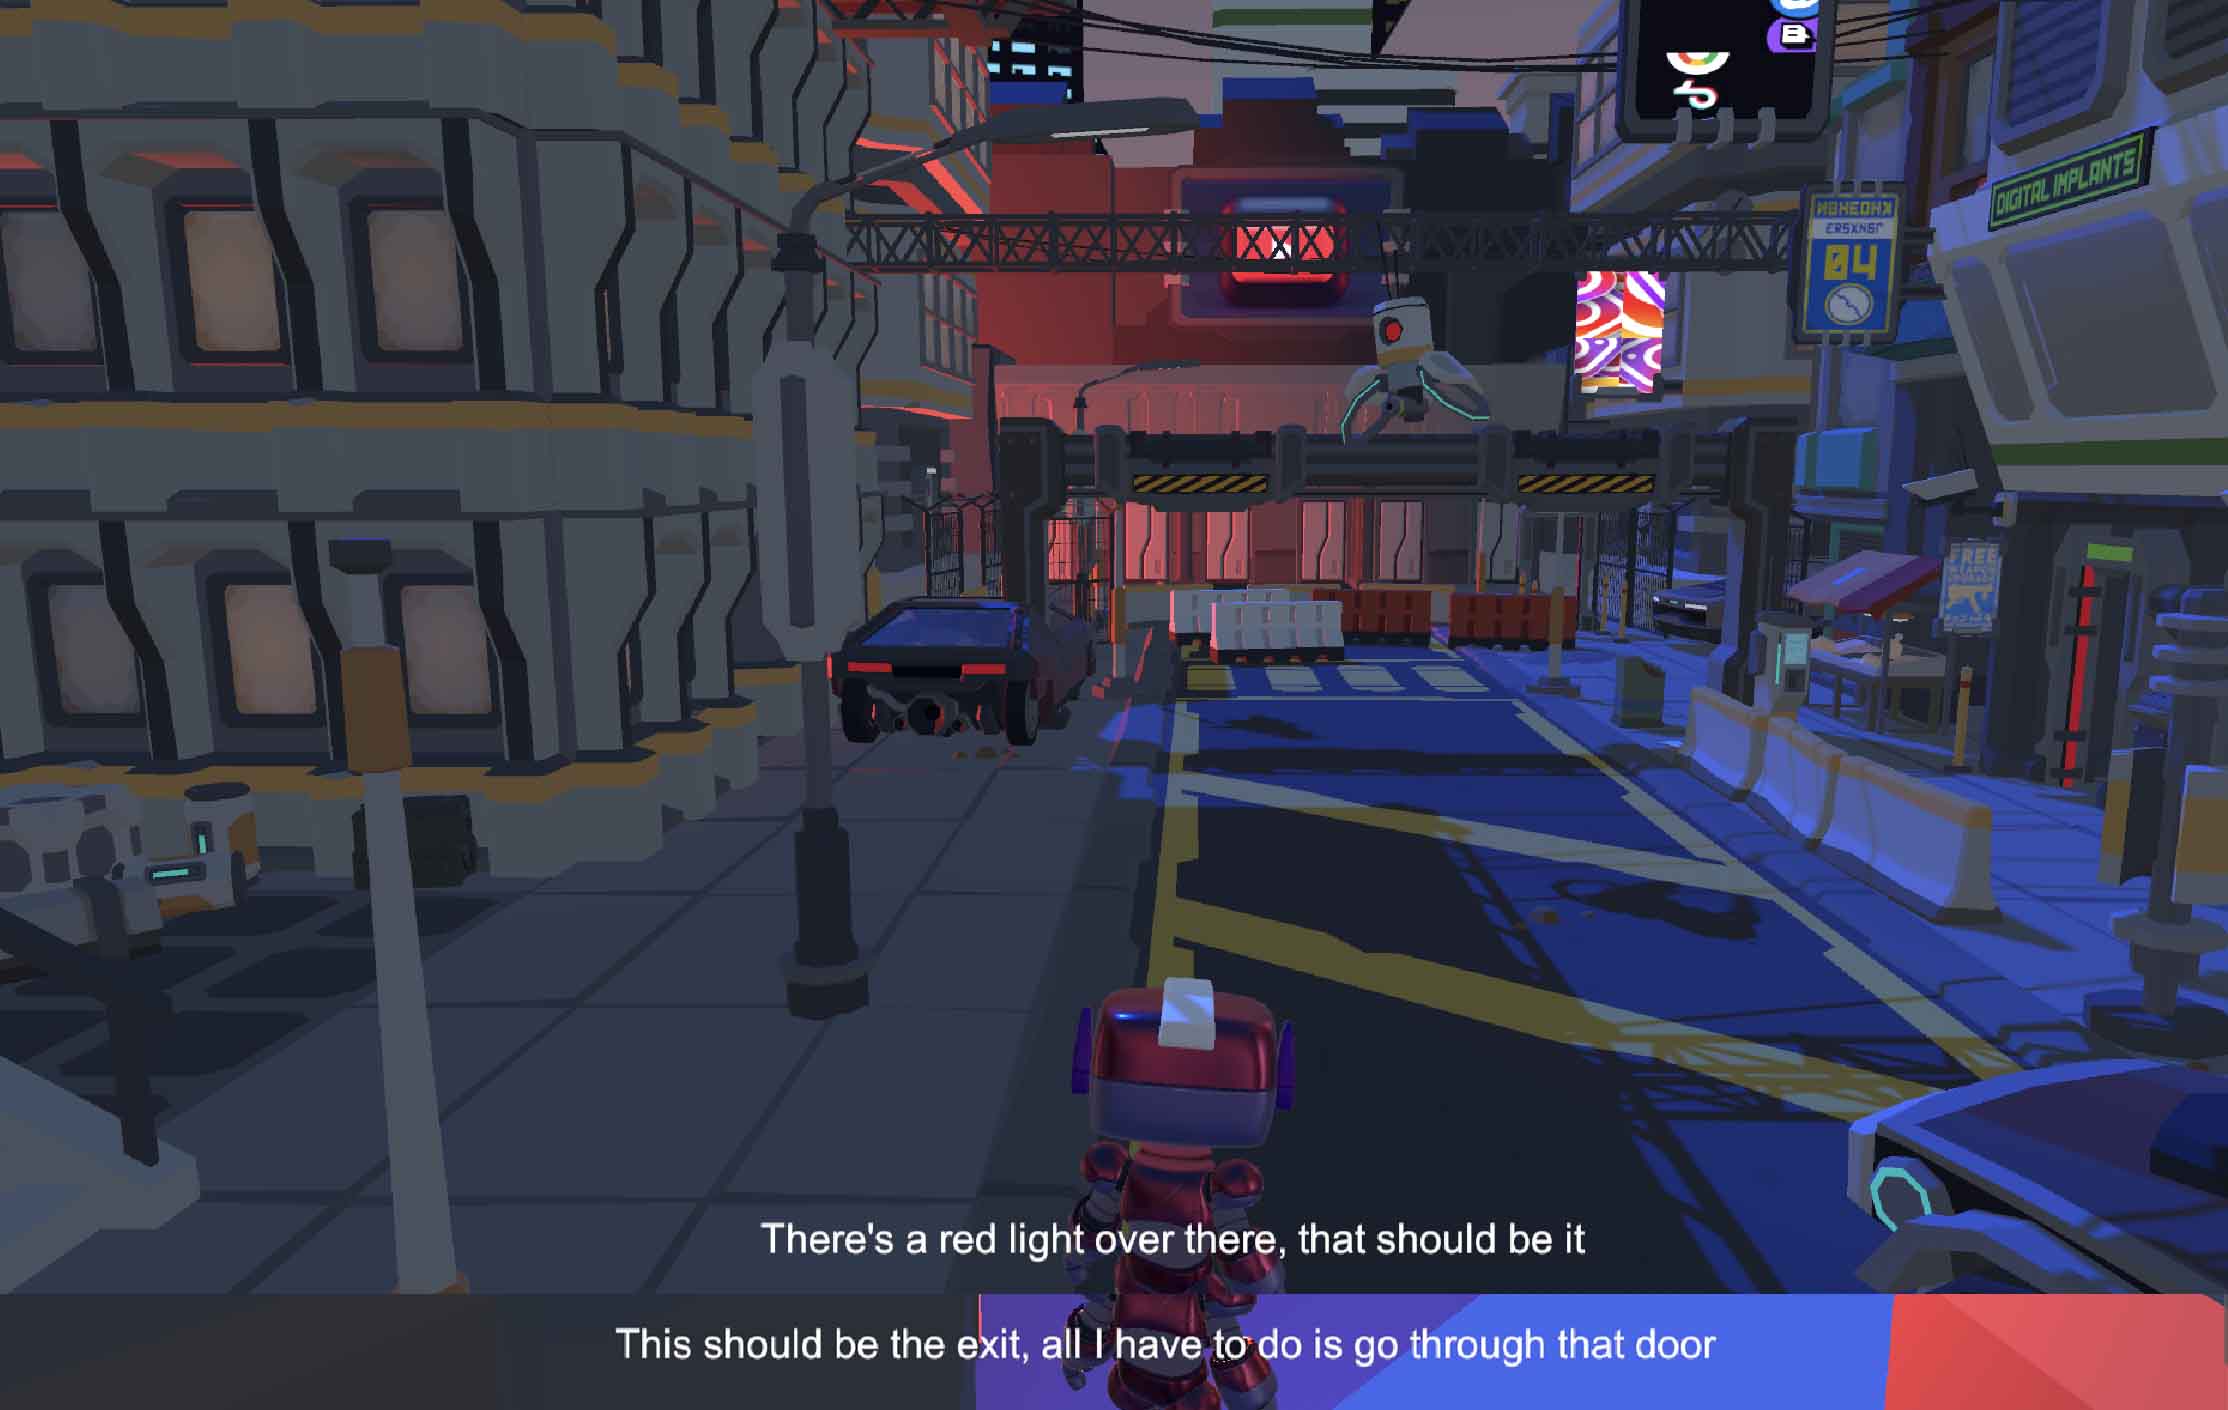 DIGITAL IMPLANTS
04
FREE
There's a red light over there, that should be it
This should be the exit, all I have to do is go through that door